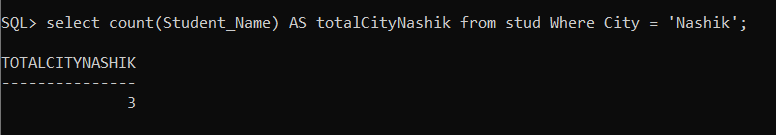 SQL> select count(Student_Name) AS totalCityNashik from stud Where City = 'Nashik';
TOTALCITYNASHIK
---------------
3